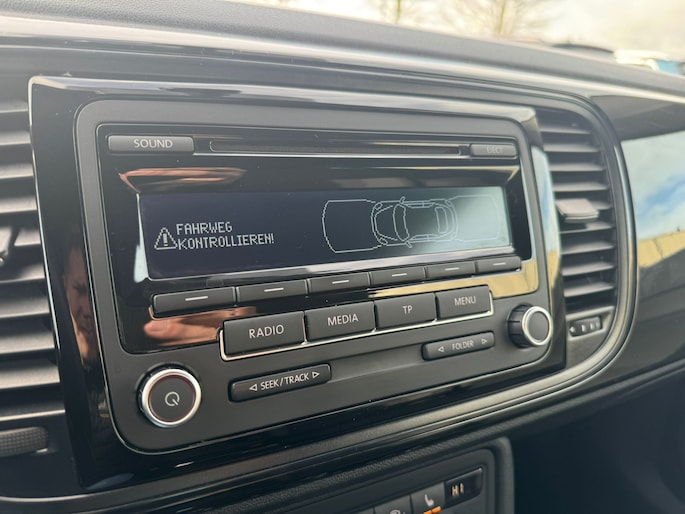 SOUND
FAHRWEG
KONTROLLIEREN!
RADIO
MEDIA
TP
MENU
◁ SEEK / TRACK ▷
◁ FOLDER ▷